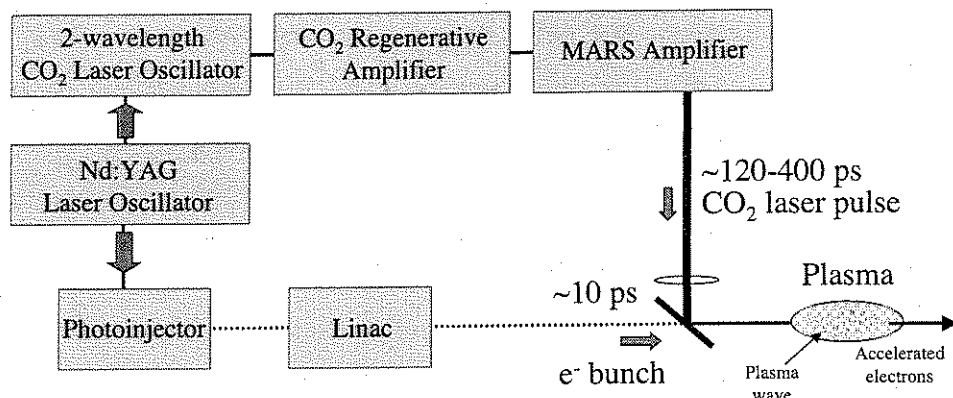 2-wavelength
CO₂ Laser Oscillator
CO₂ Regenerative
Amplifier
MARS Amplifier
Nd:YAG
Laser Oscillator
~120-400 ps
CO₂ laser pulse
Photoinjector
Linac
~10 ps
e⁻ bunch
Plasma
Plasma
wave
Accelerated
electrons